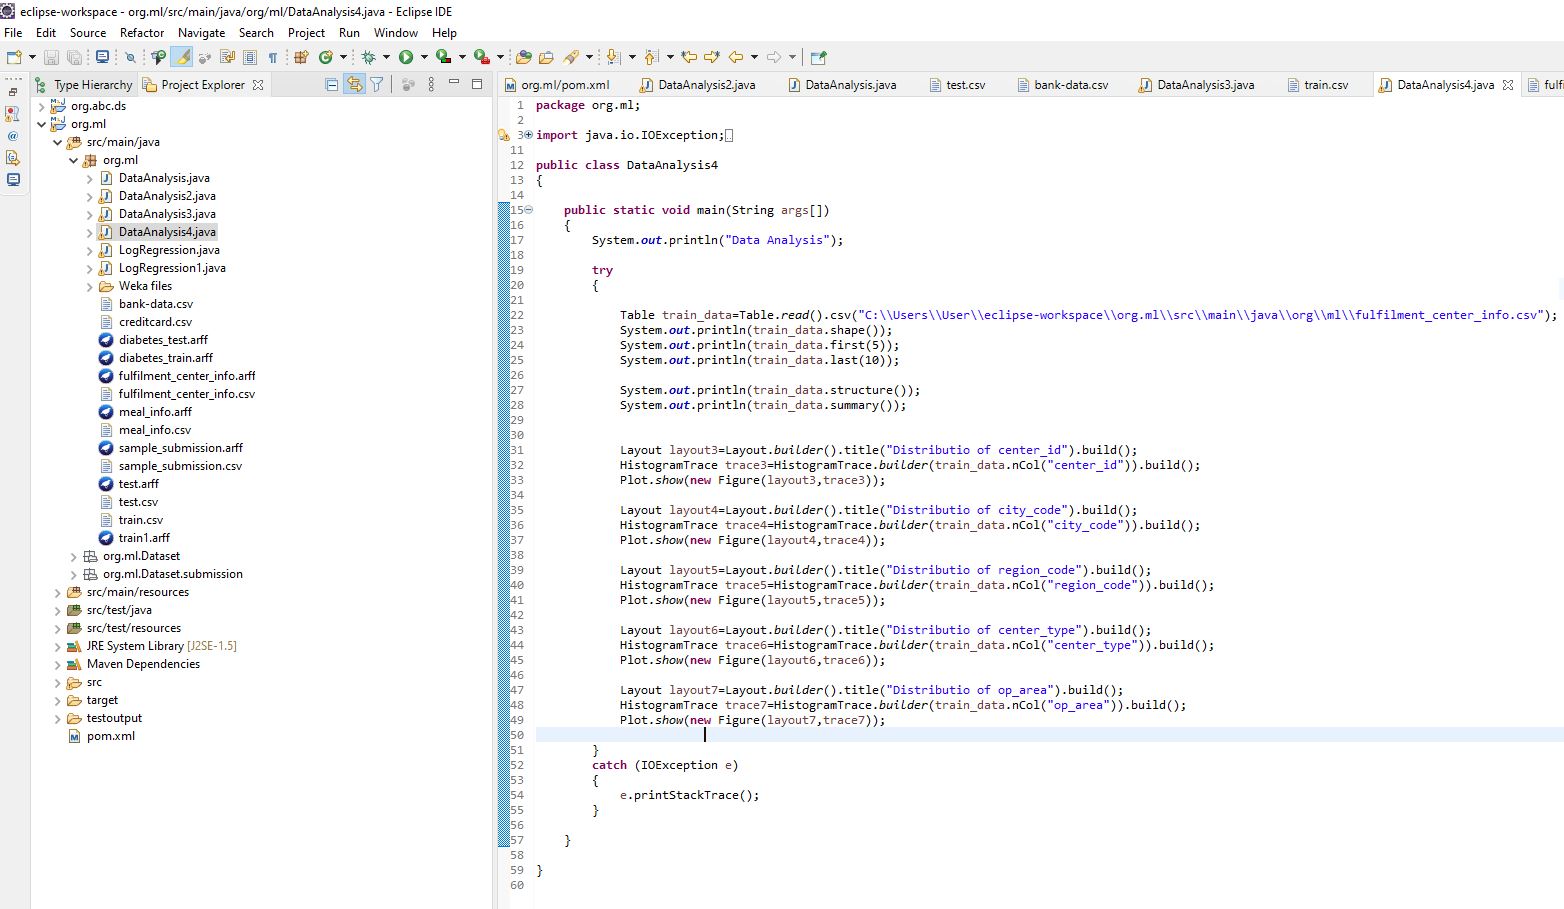 eclipse-workspace - org.ml/src/main/java/org/ml/DataAnalysis4.java - Eclipse IDE
File Edit Source Refactor Navigate Search Project Run Window Help
Type Hierarchy Project Explorer
org.ml/pom.xml DataAnalysis2.java DataAnalysis.java test.csv bank-data.csv DataAnalysis3.java train.csv DataAnalysis4.java fulfi
org.abc.ds
org.ml
src/main/java
org.ml
DataAnalysis.java
DataAnalysis2.java
DataAnalysis3.java
DataAnalysis4.java
LogRegression.java
LogRegression1.java
Weka files
bank-data.csv
creditcard.csv
diabetes_test.arff
diabetes_train.arff
fulfilment_center_info.arff
fulfilment_center_info.csv
meal_info.arff
meal_info.csv
sample_submission.arff
sample_submission.csv
test.arff
test.csv
train.csv
train1.arff
org.ml.Dataset
org.ml.Dataset.submission
src/main/resources
src/test/java
src/test/resources
JRE System Library [J2SE-1.5]
Maven Dependencies
src
target
testoutput
pom.xml
1 package org.ml;
2
3 import java.io.IOException;
11
12 public class DataAnalysis4
13 {
14
15 public static void main(String args[])
16 {
17 System.out.println("Data Analysis");
18
19 try
20 {
21
22 Table train_data=Table.read().csv("C:\\Users\\User\\eclipse-workspace\\org.ml\\src\\main\\java\\org\\ml\\fulfilment_center_info.csv");
23 System.out.println(train_data.shape());
24 System.out.println(train_data.first(5));
25 System.out.println(train_data.last(10));
26
27 System.out.println(train_data.structure());
28 System.out.println(train_data.summary());
29
30
31 Layout layout3=Layout.builder().title("Distributio of center_id").build();
32 HistogramTrace trace3=HistogramTrace.builder(train_data.nCol("center_id")).build();
33 Plot.show(new Figure(layout3,trace3));
34
35 Layout layout4=Layout.builder().title("Distributio of city_code").build();
36 HistogramTrace trace4=HistogramTrace.builder(train_data.nCol("city_code")).build();
37 Plot.show(new Figure(layout4,trace4));
38
39 Layout layout5=Layout.builder().title("Distributio of region_code").build();
40 HistogramTrace trace5=HistogramTrace.builder(train_data.nCol("region_code")).build();
41 Plot.show(new Figure(layout5,trace5));
42
43 Layout layout6=Layout.builder().title("Distributio of center_type").build();
44 HistogramTrace trace6=HistogramTrace.builder(train_data.nCol("center_type")).build();
45 Plot.show(new Figure(layout6,trace6));
46
47 Layout layout7=Layout.builder().title("Distributio of op_area").build();
48 HistogramTrace trace7=HistogramTrace.builder(train_data.nCol("op_area")).build();
49 Plot.show(new Figure(layout7,trace7));
50
51 }
52 catch (IOException e)
53 {
54 e.printStackTrace();
55 }
56
57 }
58
59 }
60